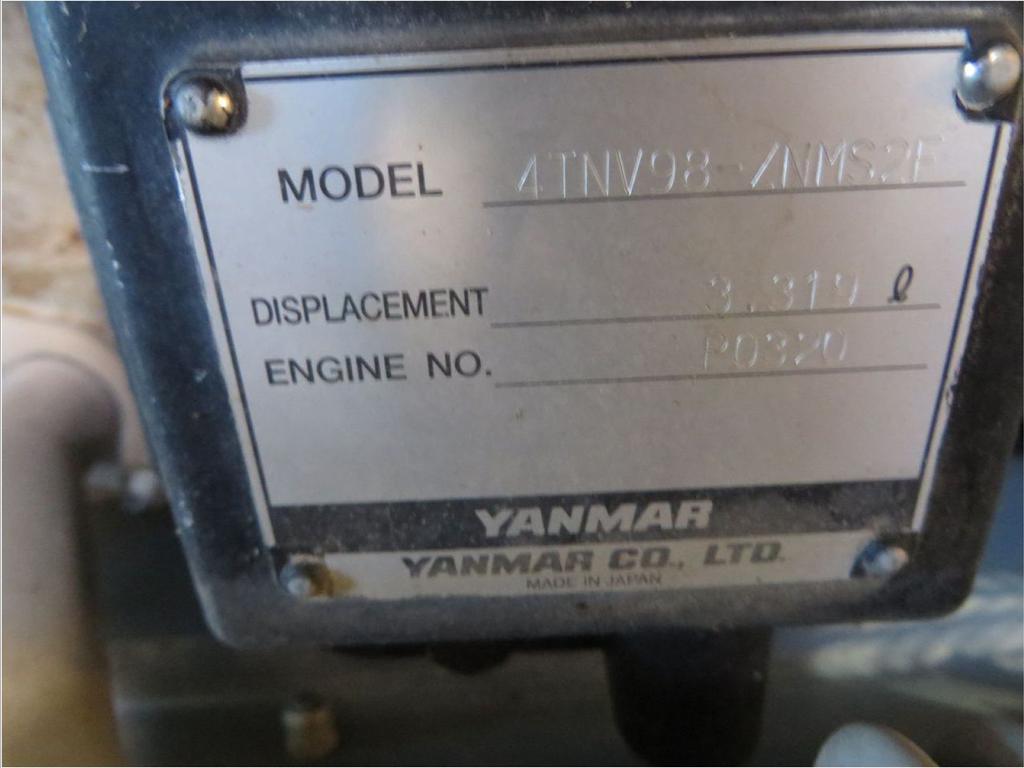 MODEL 4TNV98-ZNMS2F
DISPLACEMENT 3.319 ℓ
ENGINE NO. P0320
YANMAR
YANMAR CO., LTD.
MADE IN JAPAN